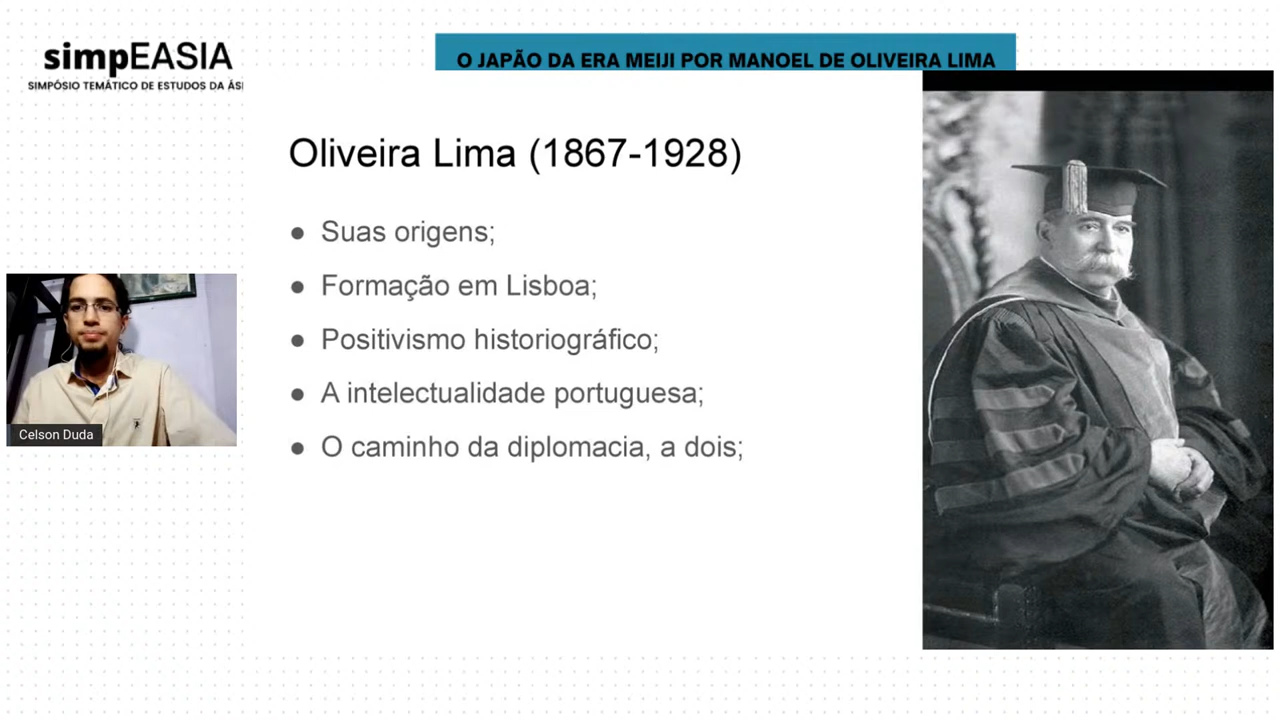 simpEASIA
SIMPÓSIO TEMÁTICO DE ESTUDOS DA ÁSI
O JAPÃO DA ERA MEIJI POR MANOEL DE OLIVEIRA LIMA
Oliveira Lima (1867-1928)
● Suas origens;
● Formação em Lisboa;
● Positivismo historiográfico;
● A intelectualidade portuguesa;
● O caminho da diplomacia, a dois;
Celson Duda